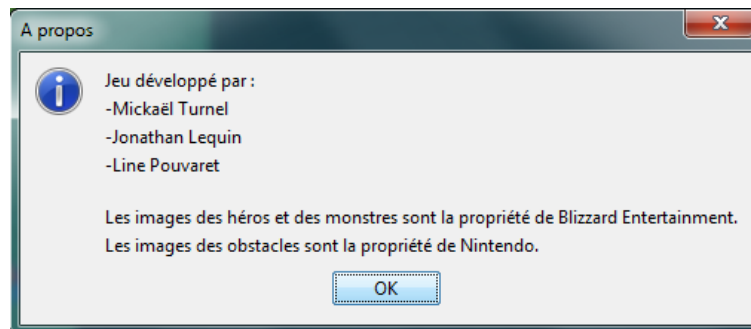 A propos
Jeu développé par :
-Mickaël Turnel
-Jonathan Lequin
-Line Pouvaret
Les images des héros et des monstres sont la propriété de Blizzard Entertainment.
Les images des obstacles sont la propriété de Nintendo.
OK